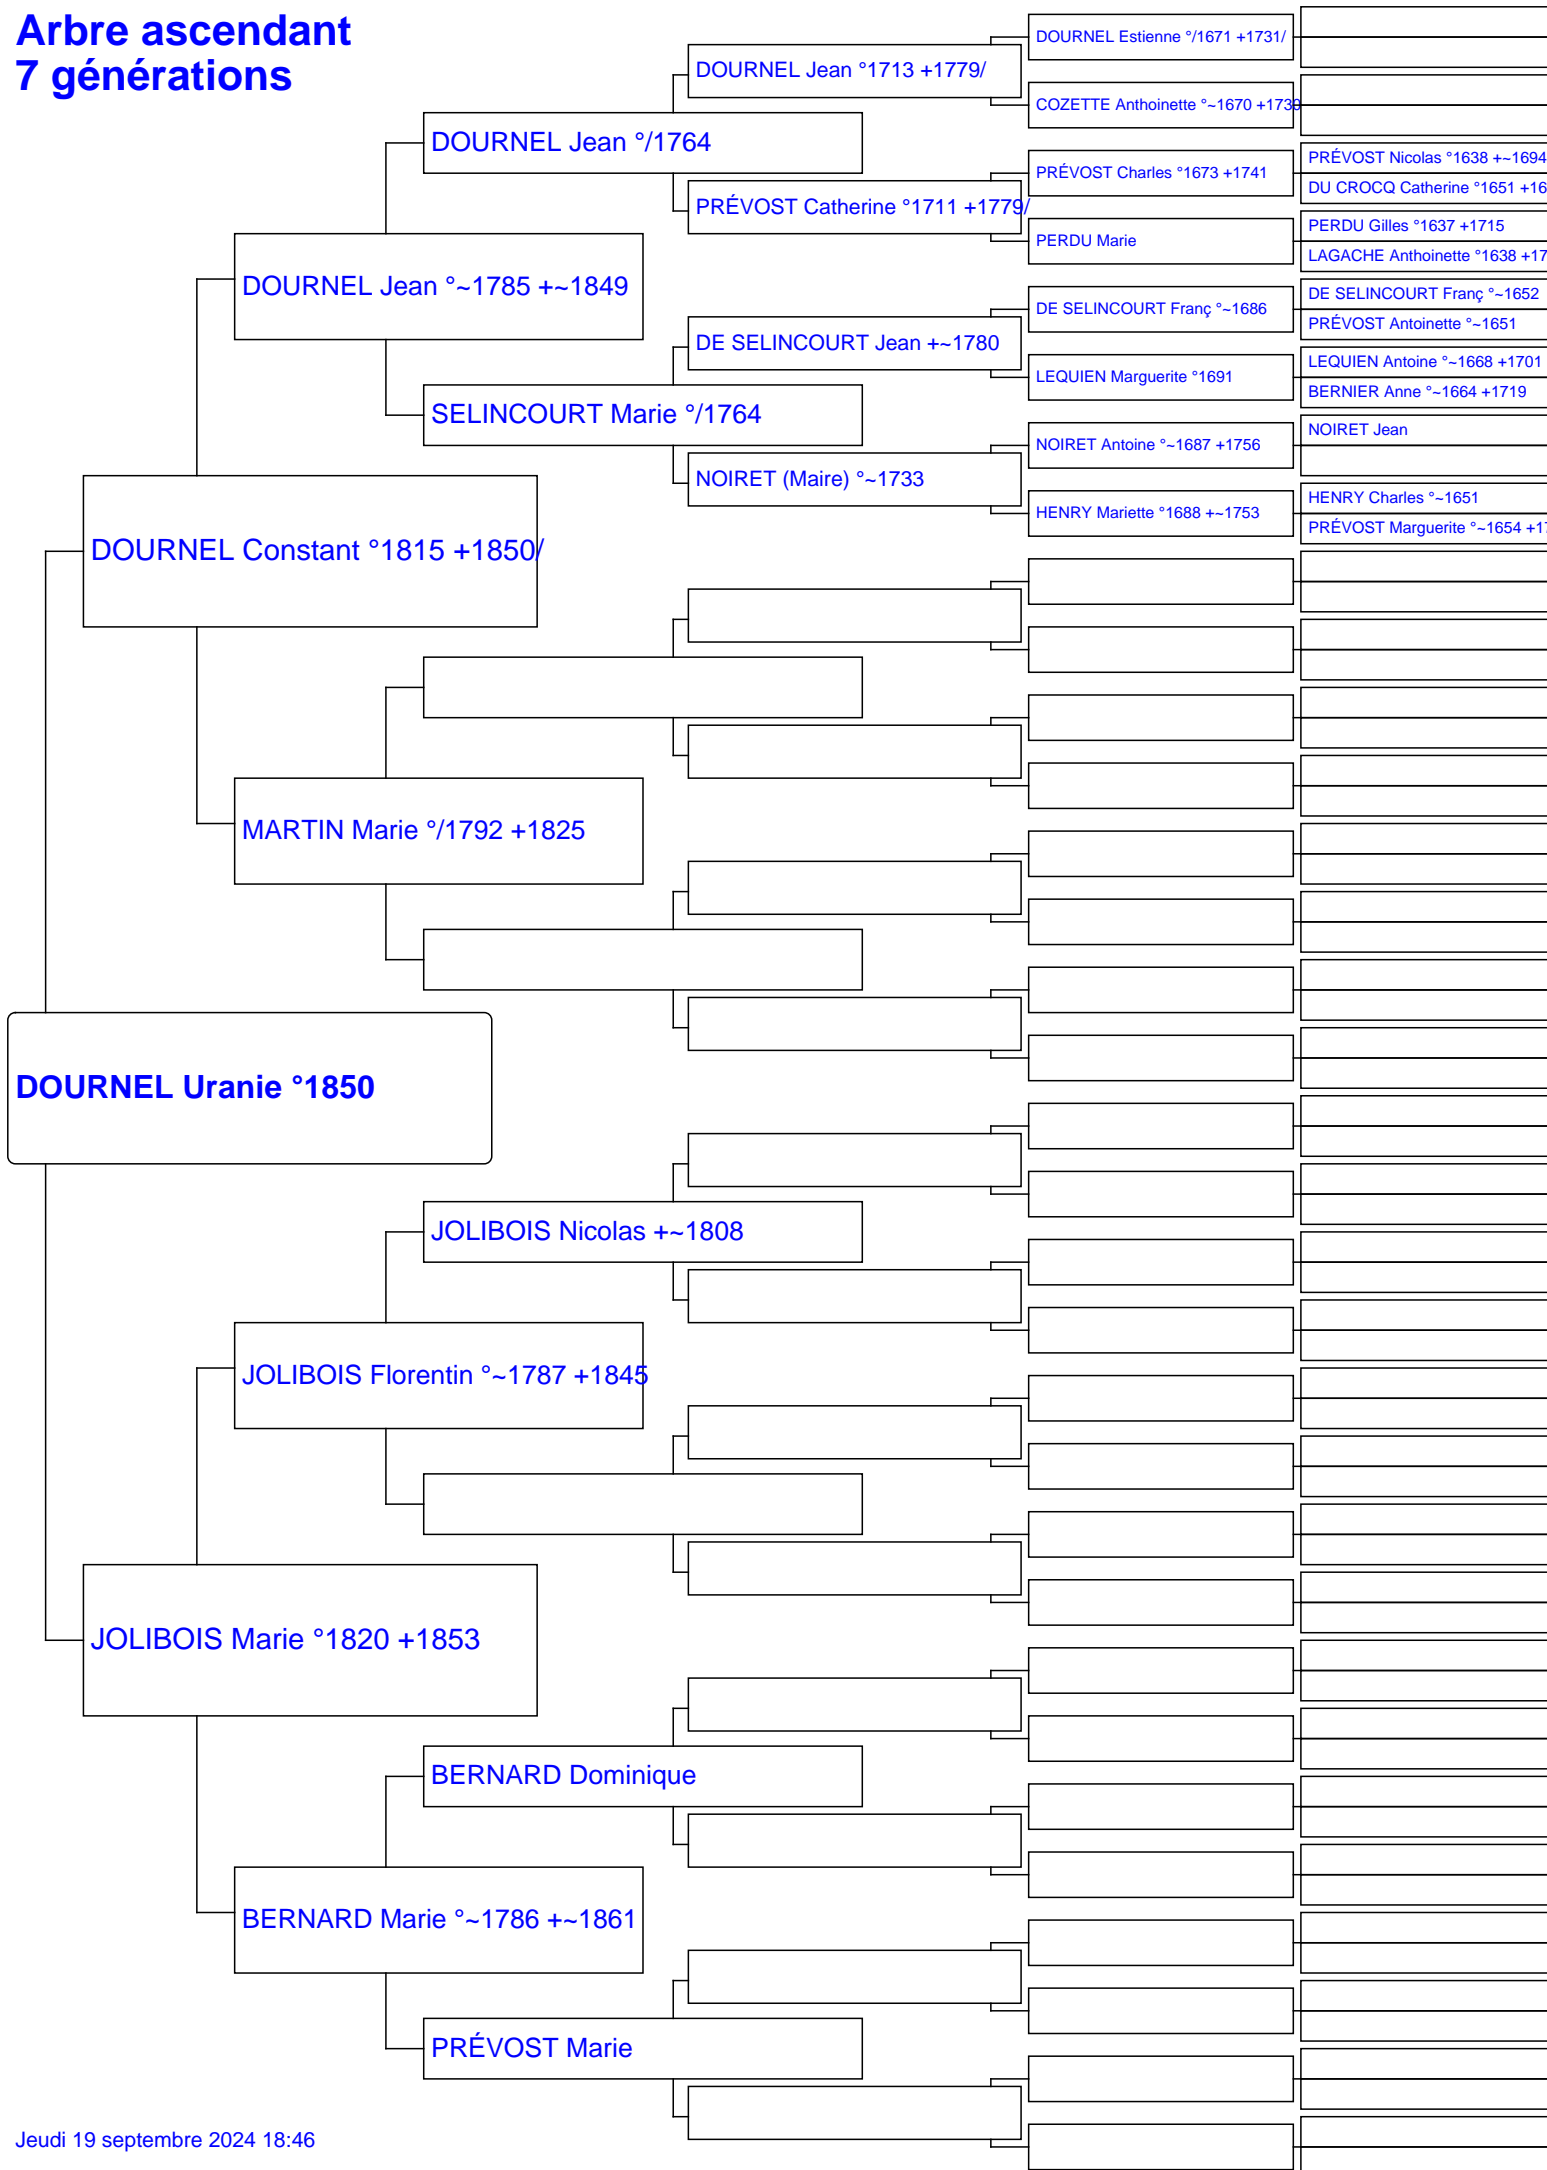 Arbre ascendant
7 générations
DOURNEL Estienne °/1671 +1731/
DOURNEL Jean °1713 +1779/
COZETTE Anthoinette °~1670 +1739
DOURNEL Jean °/1764
PRÉVOST Nicolas °1638 +~1694
PRÉVOST Charles °1673 +1741
DU CROCQ Catherine °1651 +16
PRÉVOST Catherine °1711 +1779/
PERDU Gilles °1637 +1715
PERDU Marie
LAGACHE Anthoinette °1638 +17
DOURNEL Jean °~1785 +~1849
DE SELINCOURT Franç °~1652
DE SELINCOURT Franç °~1686
PRÉVOST Antoinette °~1651
DE SELINCOURT Jean +~1780
LEQUIEN Antoine °~1668 +1701
LEQUIEN Marguerite °1691
BERNIER Anne °~1664 +1719
SELINCOURT Marie °/1764
NOIRET Jean
NOIRET Antoine °~1687 +1756
NOIRET (Maire) °~1733
HENRY Charles °~1651
HENRY Mariette °1688 +~1753
PRÉVOST Marguerite °~1654 +17
DOURNEL Constant °1815 +1850/
MARTIN Marie °/1792 +1825
DOURNEL Uranie °1850
JOLIBOIS Nicolas +~1808
JOLIBOIS Florentin °~1787 +1845
JOLIBOIS Marie °1820 +1853
BERNARD Dominique
BERNARD Marie °~1786 +~1861
PRÉVOST Marie
Jeudi 19 septembre 2024 18:46